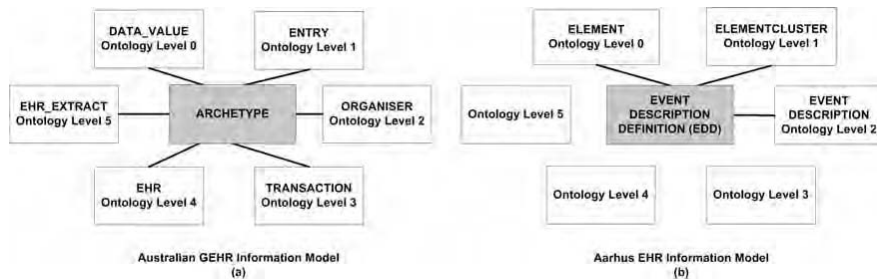 DATA_VALUE
Ontology Level 0
ENTRY
Ontology Level 1
EHR_EXTRACT
Ontology Level 5
ARCHETYPE
ORGANISER
Ontology Level 2
EHR
Ontology Level 4
TRANSACTION
Ontology Level 3
Australian GEHR Information Model
(a)
ELEMENT
Ontology Level 0
ELEMENTCLUSTER
Ontology Level 1
Ontology Level 5
EVENT
DESCRIPTION
DEFINITION (EDD)
EVENT
DESCRIPTION
Ontology Level 2
Ontology Level 4
Ontology Level 3
Aarhus EHR Information Model
(b)